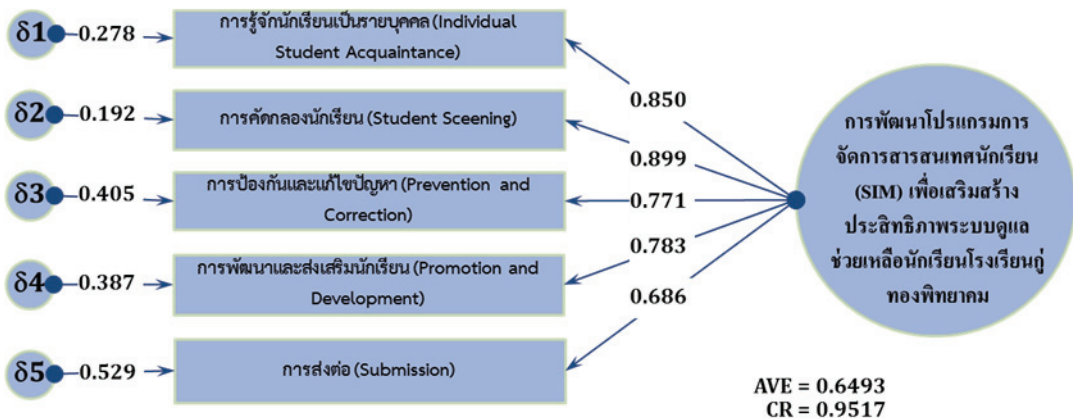 δ1
0.278
การรู้จักนักเรียนเป็นรายบุคคล (Individual
Student Acquaintance)
δ2
0.192
การคัดกลองนักเรียน (Student Sceening)
δ3
0.405
การป้องกันและแก้ไขปัญหา (Prevention and
Correction)
δ4
0.387
การพัฒนาและส่งเสริมนักเรียน (Promotion and
Development)
δ5
0.529
การส่งต่อ (Submission)
0.850
0.899
0.771
0.783
0.686
การพัฒนาโปรแกรมการ
จัดการสารสนเทศนักเรียน
(SIM) เพื่อเสริมสร้าง
ประสิทธิภาพระบบดูแล
ช่วยเหลือนักเรียนโรงเรียนกู่
ทองพิทยาคม
AVE = 0.6493
CR = 0.9517